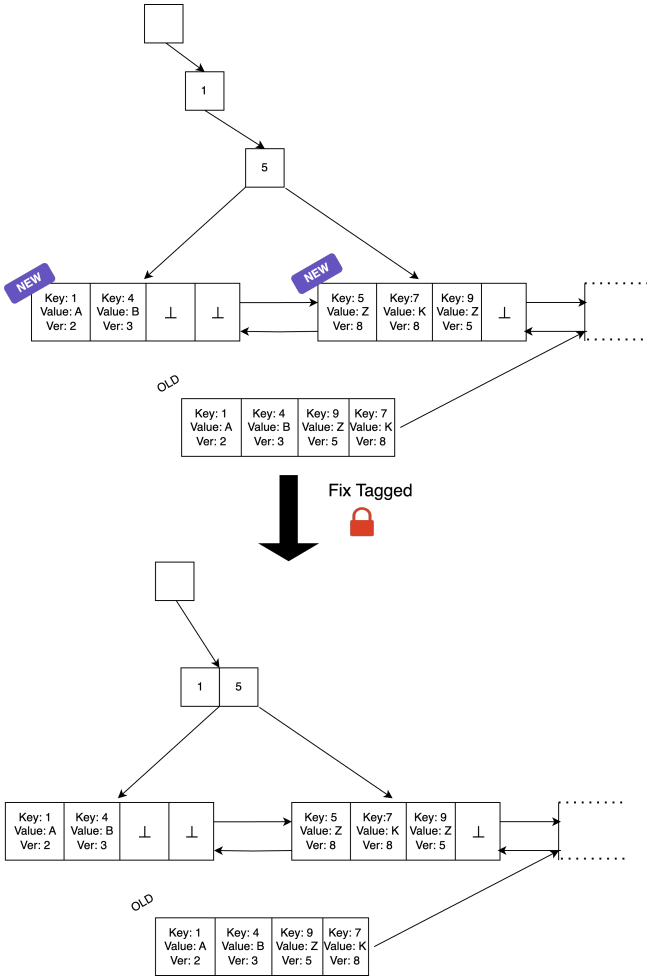 1
5
NEW
NEW
Key: 1 Key: 4 Key: 5 Key:7 Key: 9
Value: A Value: B ⊥ ⊥ Value: Z Value: K Value: Z ⊥
Ver: 2 Ver: 3 Ver: 8 Ver: 8 Ver: 5
OLD
Key: 1 Key: 4 Key: 9 Key: 7
Value: A Value: B Value: Z Value: K
Ver: 2 Ver: 3 Ver: 5 Ver: 8
Fix Tagged
1 5
Key: 1 Key: 4 Key: 5 Key:7 Key: 9
Value: A Value: B ⊥ ⊥ Value: Z Value: K Value: Z ⊥
Ver: 2 Ver: 3 Ver: 8 Ver: 8 Ver: 5
OLD
Key: 1 Key: 4 Key: 9 Key: 7
Value: A Value: B Value: Z Value: K
Ver: 2 Ver: 3 Ver: 5 Ver: 8